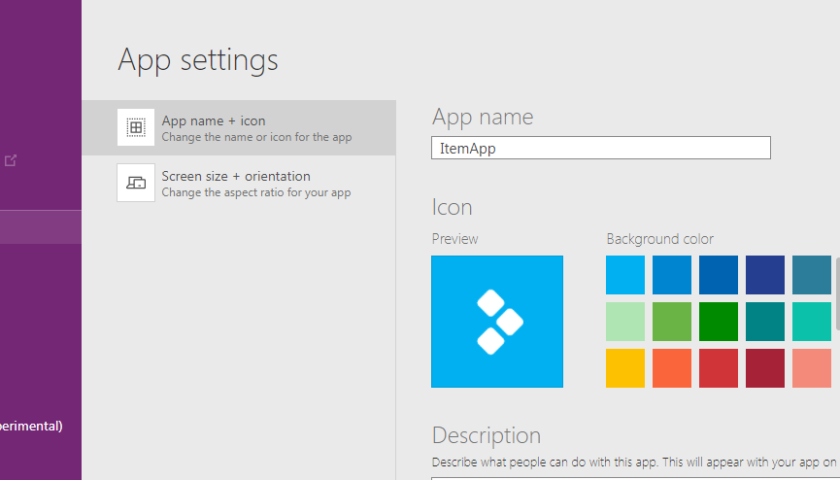 App settings
App name + icon
Change the name or icon for the app
Screen size + orientation
Change the aspect ratio for your app
App name
ItemApp
Icon
Preview
Background color
Description
Describe what people can do with this app. This will appear with your app on
perimental)